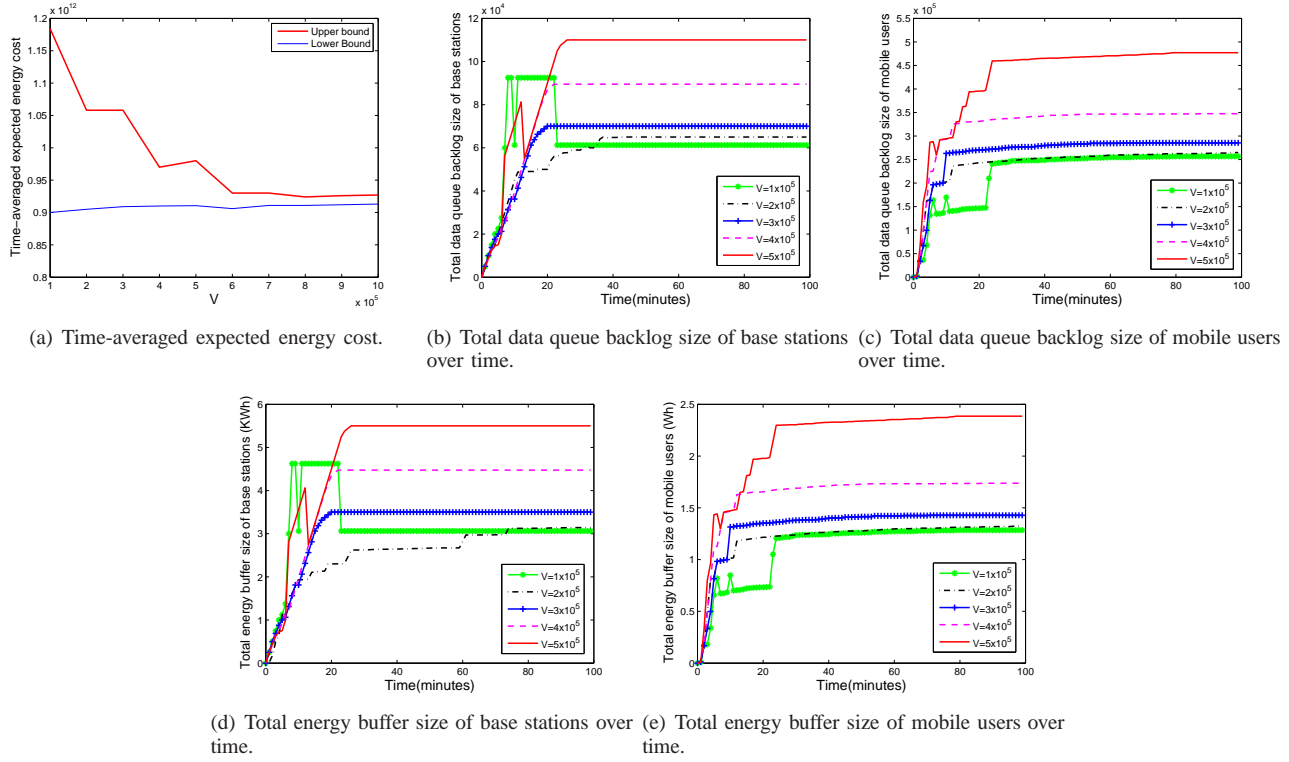 x 10^12
1.2
1.15
1.1
1.05
1
0.95
0.9
0.85
0.8
1 2 3 4 5 6 7 8 9 10
x 10^5
V
Time−averaged expected energy cost
Upper bound
Lower Bound
(a) Time-averaged expected energy cost.
x 10^4
12
10
8
6
4
2
0
0 20 40 60 80 100
Time(minutes)
Total data queue backlog size of base stations
V=1x10^5
V=2x10^5
V=3x10^5
V=4x10^5
V=5x10^5
(b) Total data queue backlog size of base stations
over time.
x 10^5
5.5
5
4.5
4
3.5
3
2.5
2
1.5
1
0.5
0
0 20 40 60 80 100
Time(minutes)
Total data queue backlog size of mobile users
V=1x10^5
V=2x10^5
V=3x10^5
V=4x10^5
V=5x10^5
(c) Total data queue backlog size of mobile users
over time.
6
5
4
3
2
1
0
0 20 40 60 80 100
Time(minutes)
Total energy buffer size of base stations (KWh)
V=1x10^5
V=2x10^5
V=3x10^5
V=4x10^5
V=5x10^5
(d) Total energy buffer size of base stations over
time.
2.5
2
1.5
1
0.5
0
0 20 40 60 80 100
Time(minutes)
Total energy buffer size of mobile users (Wh)
V=1x10^5
V=2x10^5
V=3x10^5
V=4x10^5
V=5x10^5
(e) Total energy buffer size of mobile users over
time.